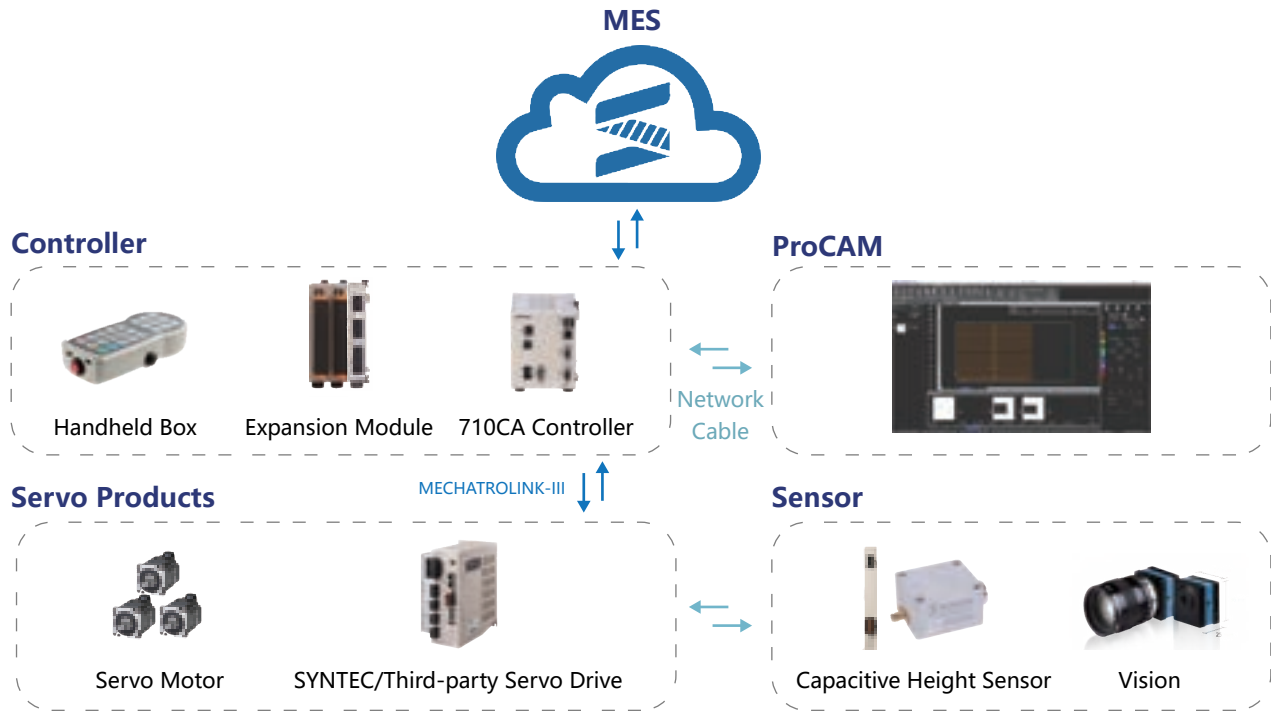 MES
Controller
ProCAM
Handheld Box
Expansion Module
710CA Controller
Network
Cable
Servo Products
MECHATROLINK-III
Sensor
Servo Motor
SYNTEC/Third-party Servo Drive
Capacitive Height Sensor
Vision